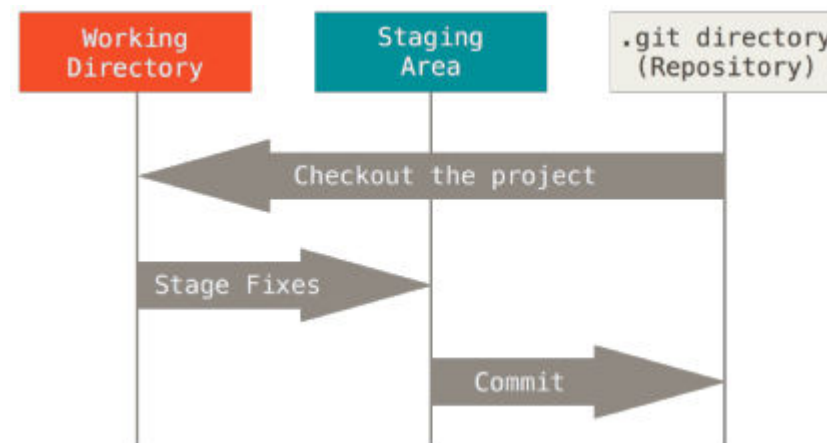 Working
Directory
Staging
Area
.git directory
(Repository)
Checkout the project
Stage Fixes
Commit